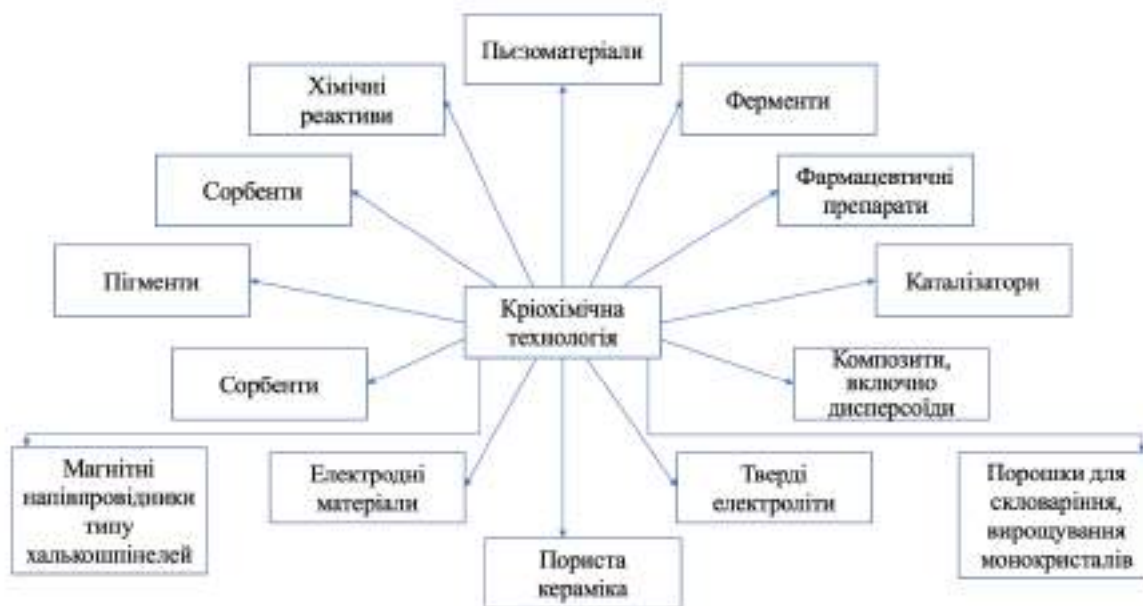 Пьєзоматеріали
Хімічні
реактиви
Ферменти
Сорбенти
Фармацевтичні
препарати
Пігменти
Каталізатори
Кріохімічна
технологія
Сорбенти
Композити,
включно
дисперсоїди
Магнітні
напівпровідники
типу
халькошпінелей
Електродні
матеріали
Тверді
електроліти
Порошки для
скловаріння,
вирощування
монокристалів
Пориста
кераміка